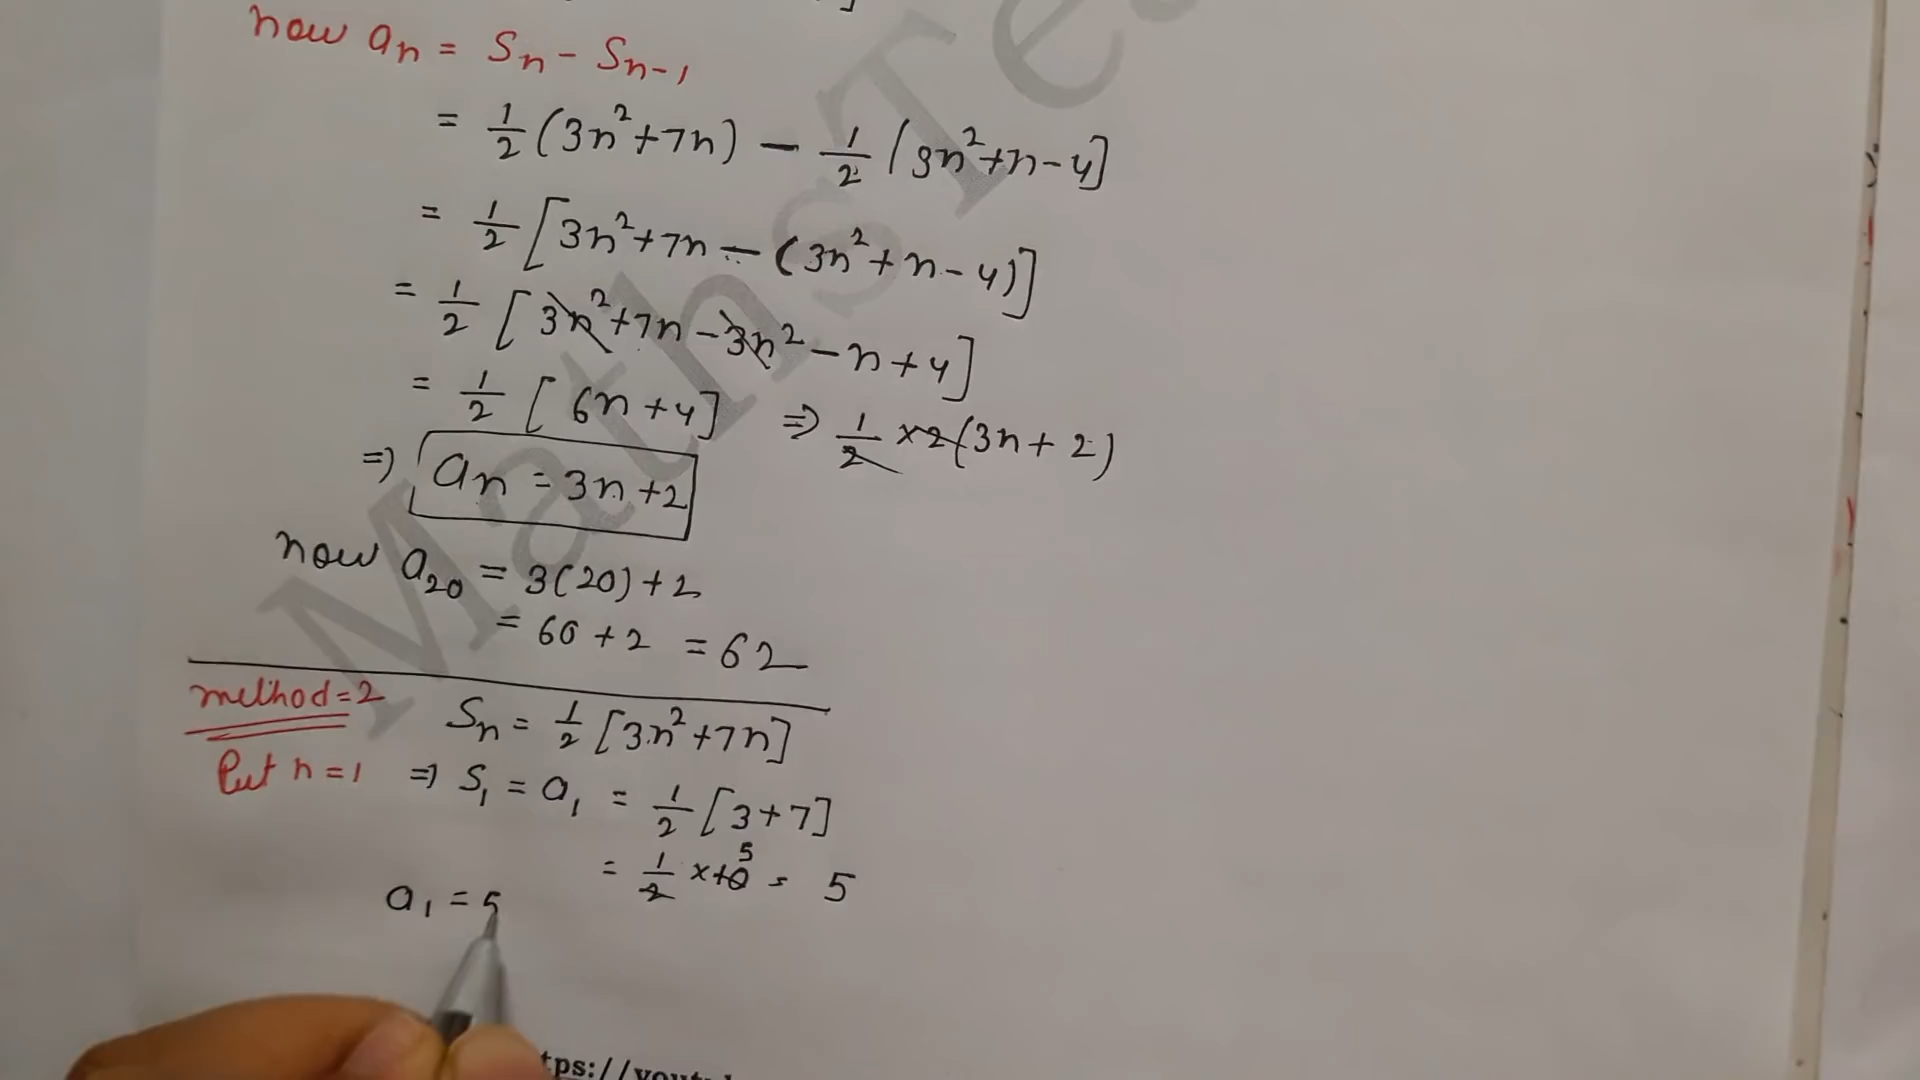 now an = Sn - Sn-1
= 1/2 (3n²+7n) - 1/2 (3n²+n-4]
= 1/2 [3n²+7n - (3n²+n-4)]
= 1/2 [3n²+7n-3n²-n+4]
= 1/2 [6n+4] ⇒ 1/2 ×2(3n+2)
⇒ an = 3n+2
now a20 = 3(20)+2
= 60+2 = 62
method=2 Sn = 1/2 [3n²+7n]
Put n=1 ⇒ S1 = a1 = 1/2 [3+7]
= 1/2 ×10 5 = 5
a1 = 5